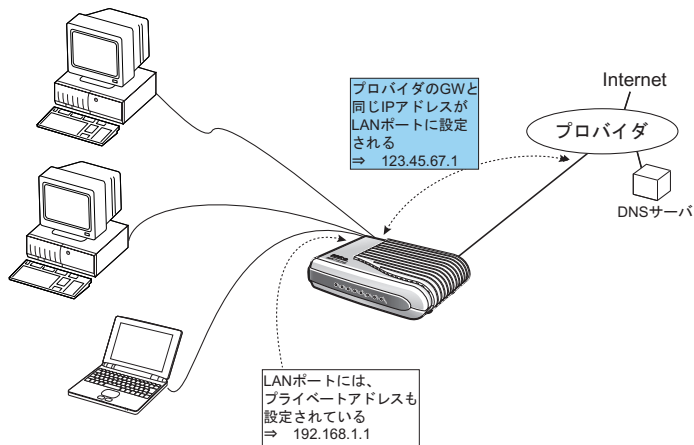 プロバイダのGWと
同じIPアドレスが
LANポートに設定
される
⇒ 123.45.67.1
Internet
プロバイダ
DNSサーバ
LANポートには、
プライベートアドレスも
設定されている
⇒ 192.168.1.1